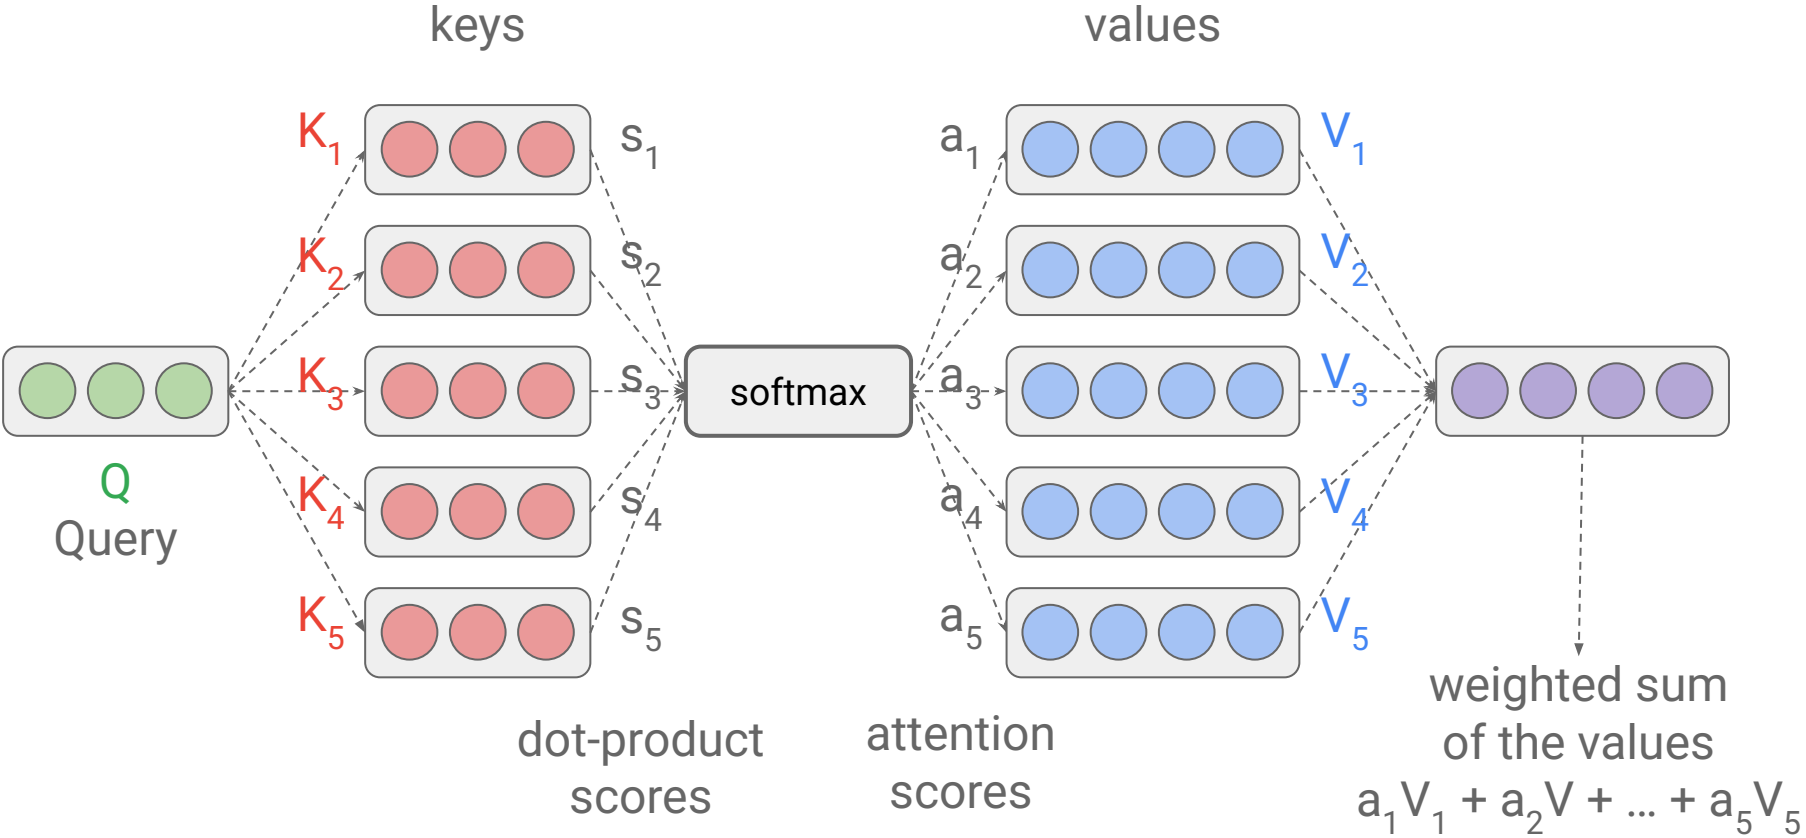 keys
values
K₁
s₁
a₁
V₁
K₂
s₂
a₂
V₂
K₃
s₃
softmax
a₃
V₃
Q
Query
K₄
s₄
a₄
V₄
K₅
s₅
a₅
V₅
dot-product
scores
attention
scores
weighted sum
of the values
a₁V₁ + a₂V + ... + a₅V₅